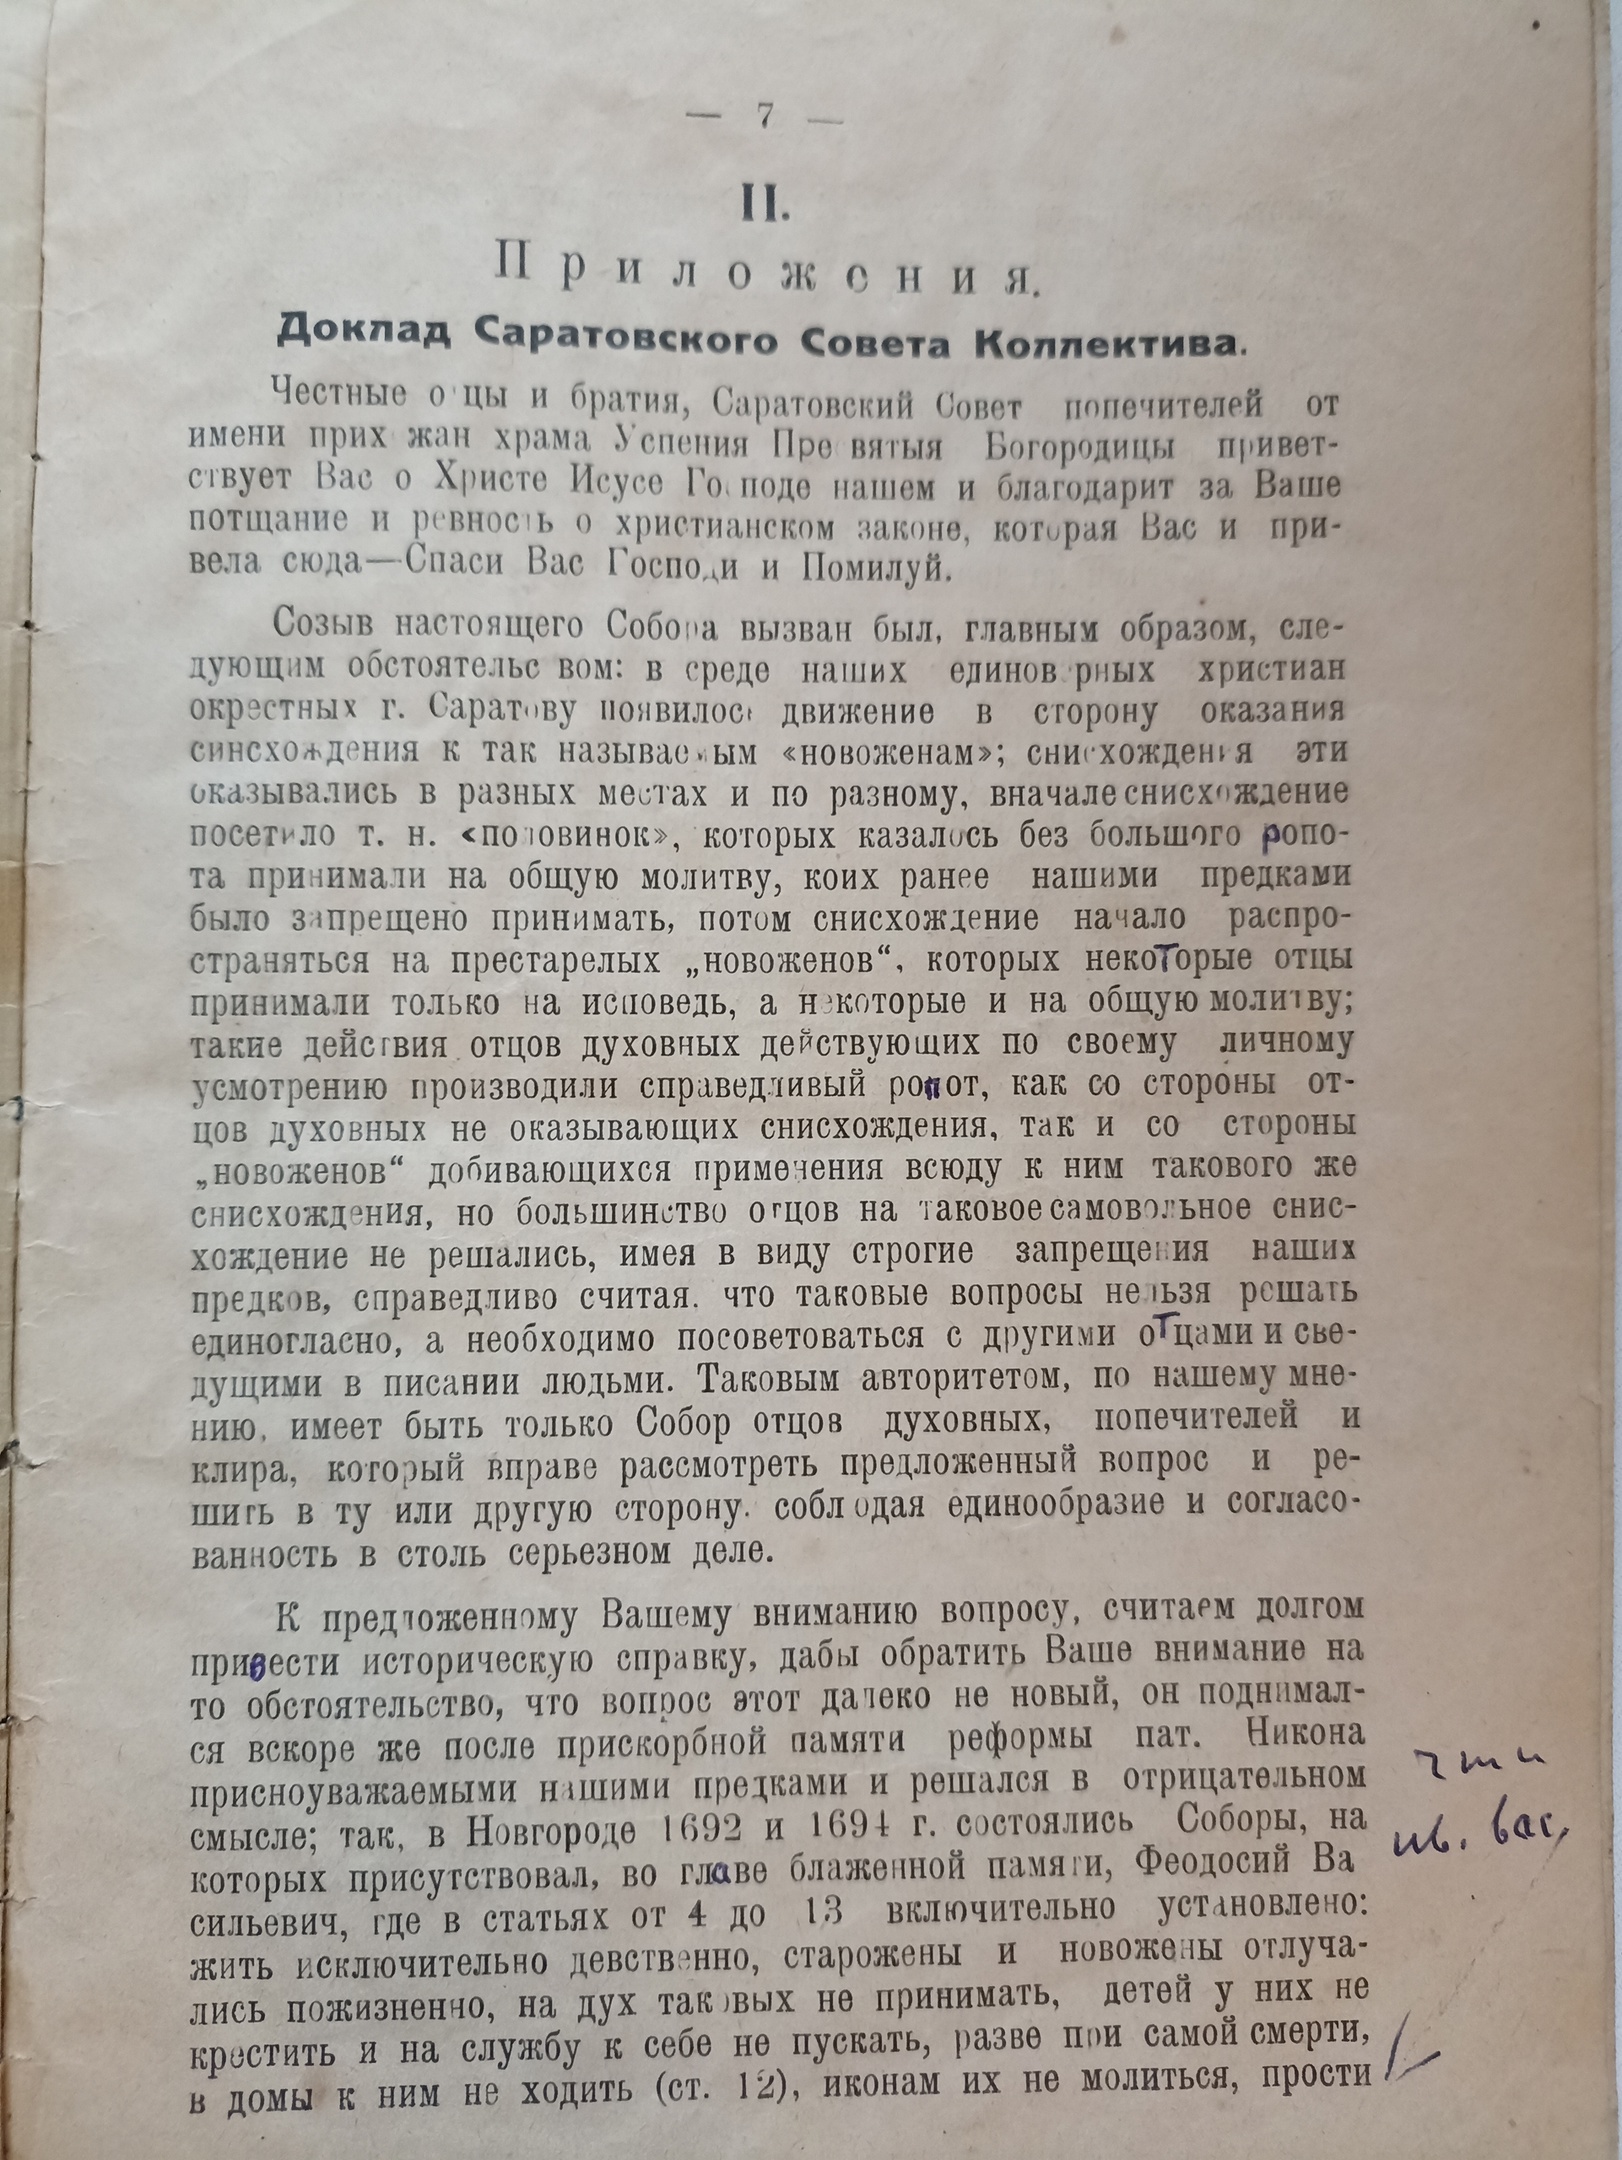 — 7 —
II.
Приложения.
Доклад Саратовского Совета Коллектива.
Честные о цы и братия, Саратовский Совет попечителей от
имени прих жан храма Успения Пре вятыя Богородицы привет-
ствует Вас о Христе Исусе Го поде нашем и благодарит за Ваше
потщание и ревность о христианском законе, которая Вас и при-
вела сюда—Спаси Вас Господи и Помилуй.
Созыв настоящего Собора вызван был, главным образом, сле-
дующим обстоятельс вом: в среде наших единов рных христиан
окрестных г. Саратову появилось движение в сторону оказания
синсхождения к так называемым «новоженам»; снисхождения эти
оказывались в разных местах и по разному, вначале снисхождение
посетило т. н. «половинок», которых казалось без большого ропо-
та принимали на общую молитву, коих ранее нашими предками
было запрещено принимать, потом снисхождение начало распро-
страняться на престарелых „новоженов“, которых некоторые отцы
принимали только на исповедь, а некоторые и на общую молитву;
такие действия отцов духовных действующих по своему личному
усмотрению производили справедливый ропот, как со стороны от-
цов духовных не оказывающих снисхождения, так и со стороны
„новоженов“ добивающихся применения всюду к ним такового же
снисхождения, но большинство отцов на таковое самовольное снис-
хождение не решались, имея в виду строгие запрещения наших
предков, справедливо считая. что таковые вопросы нельзя решать
единогласно, а необходимо посоветоваться с другими отцами и све-
дущими в писании людьми. Таковым авторитетом, по нашему мне-
нию, имеет быть только Собор отцов духовных, попечителей и
клира, который вправе рассмотреть предложенный вопрос и ре-
шить в ту или другую сторону. соблюдая единообразие и согласо-
ванность в столь серьезном деле.
К предложенному Вашему вниманию вопросу, считаем долгом
привести историческую справку, дабы обратить Ваше внимание на
то обстоятельство, что вопрос этот далеко не новый, он поднимал-
ся вскоре же после прискорбной памяти реформы пат. Никона
присноуважаемыми нашими предками и решался в отрицательном
смысле; так, в Новгороде 1692 и 1694 г. состоялись Соборы, на
которых присутствовал, во главе блаженной памяти, Феодосий Ва
сильевич, где в статьях от 4 до 13 включительно установлено:
жить исключительно девственно, старожены и новожены отлуча-
лись пожизненно, на дух таковых не принимать, детей у них не
крестить и на службу к себе не пускать, разве при самой смерти,
в домы к ним не ходить (ст. 12), иконам их не молиться, прости
чти
вас,